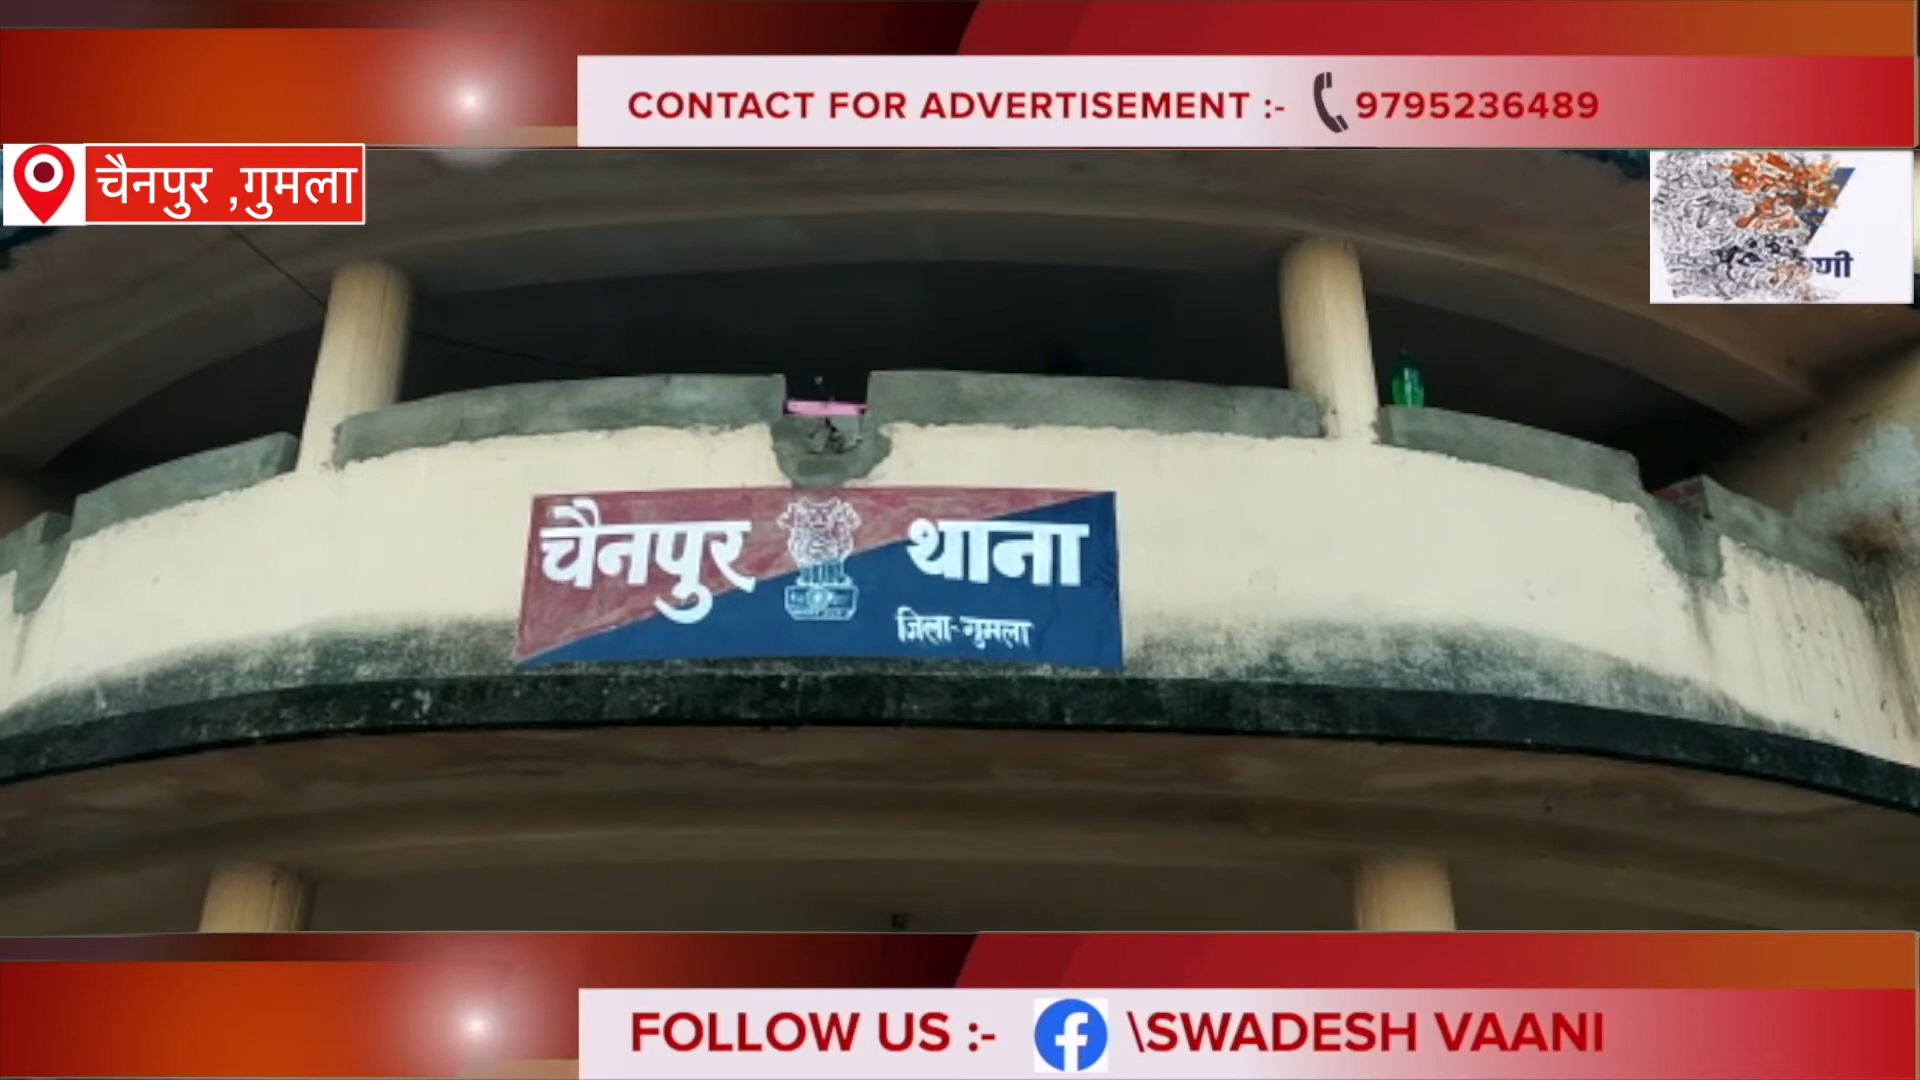 CONTACT FOR ADVERTISEMENT :- 9795236489
चैनपुर ,गुमला
चैनपुर थाना
जिला-गुमला
FOLLOW US :- \SWADESH VAANI